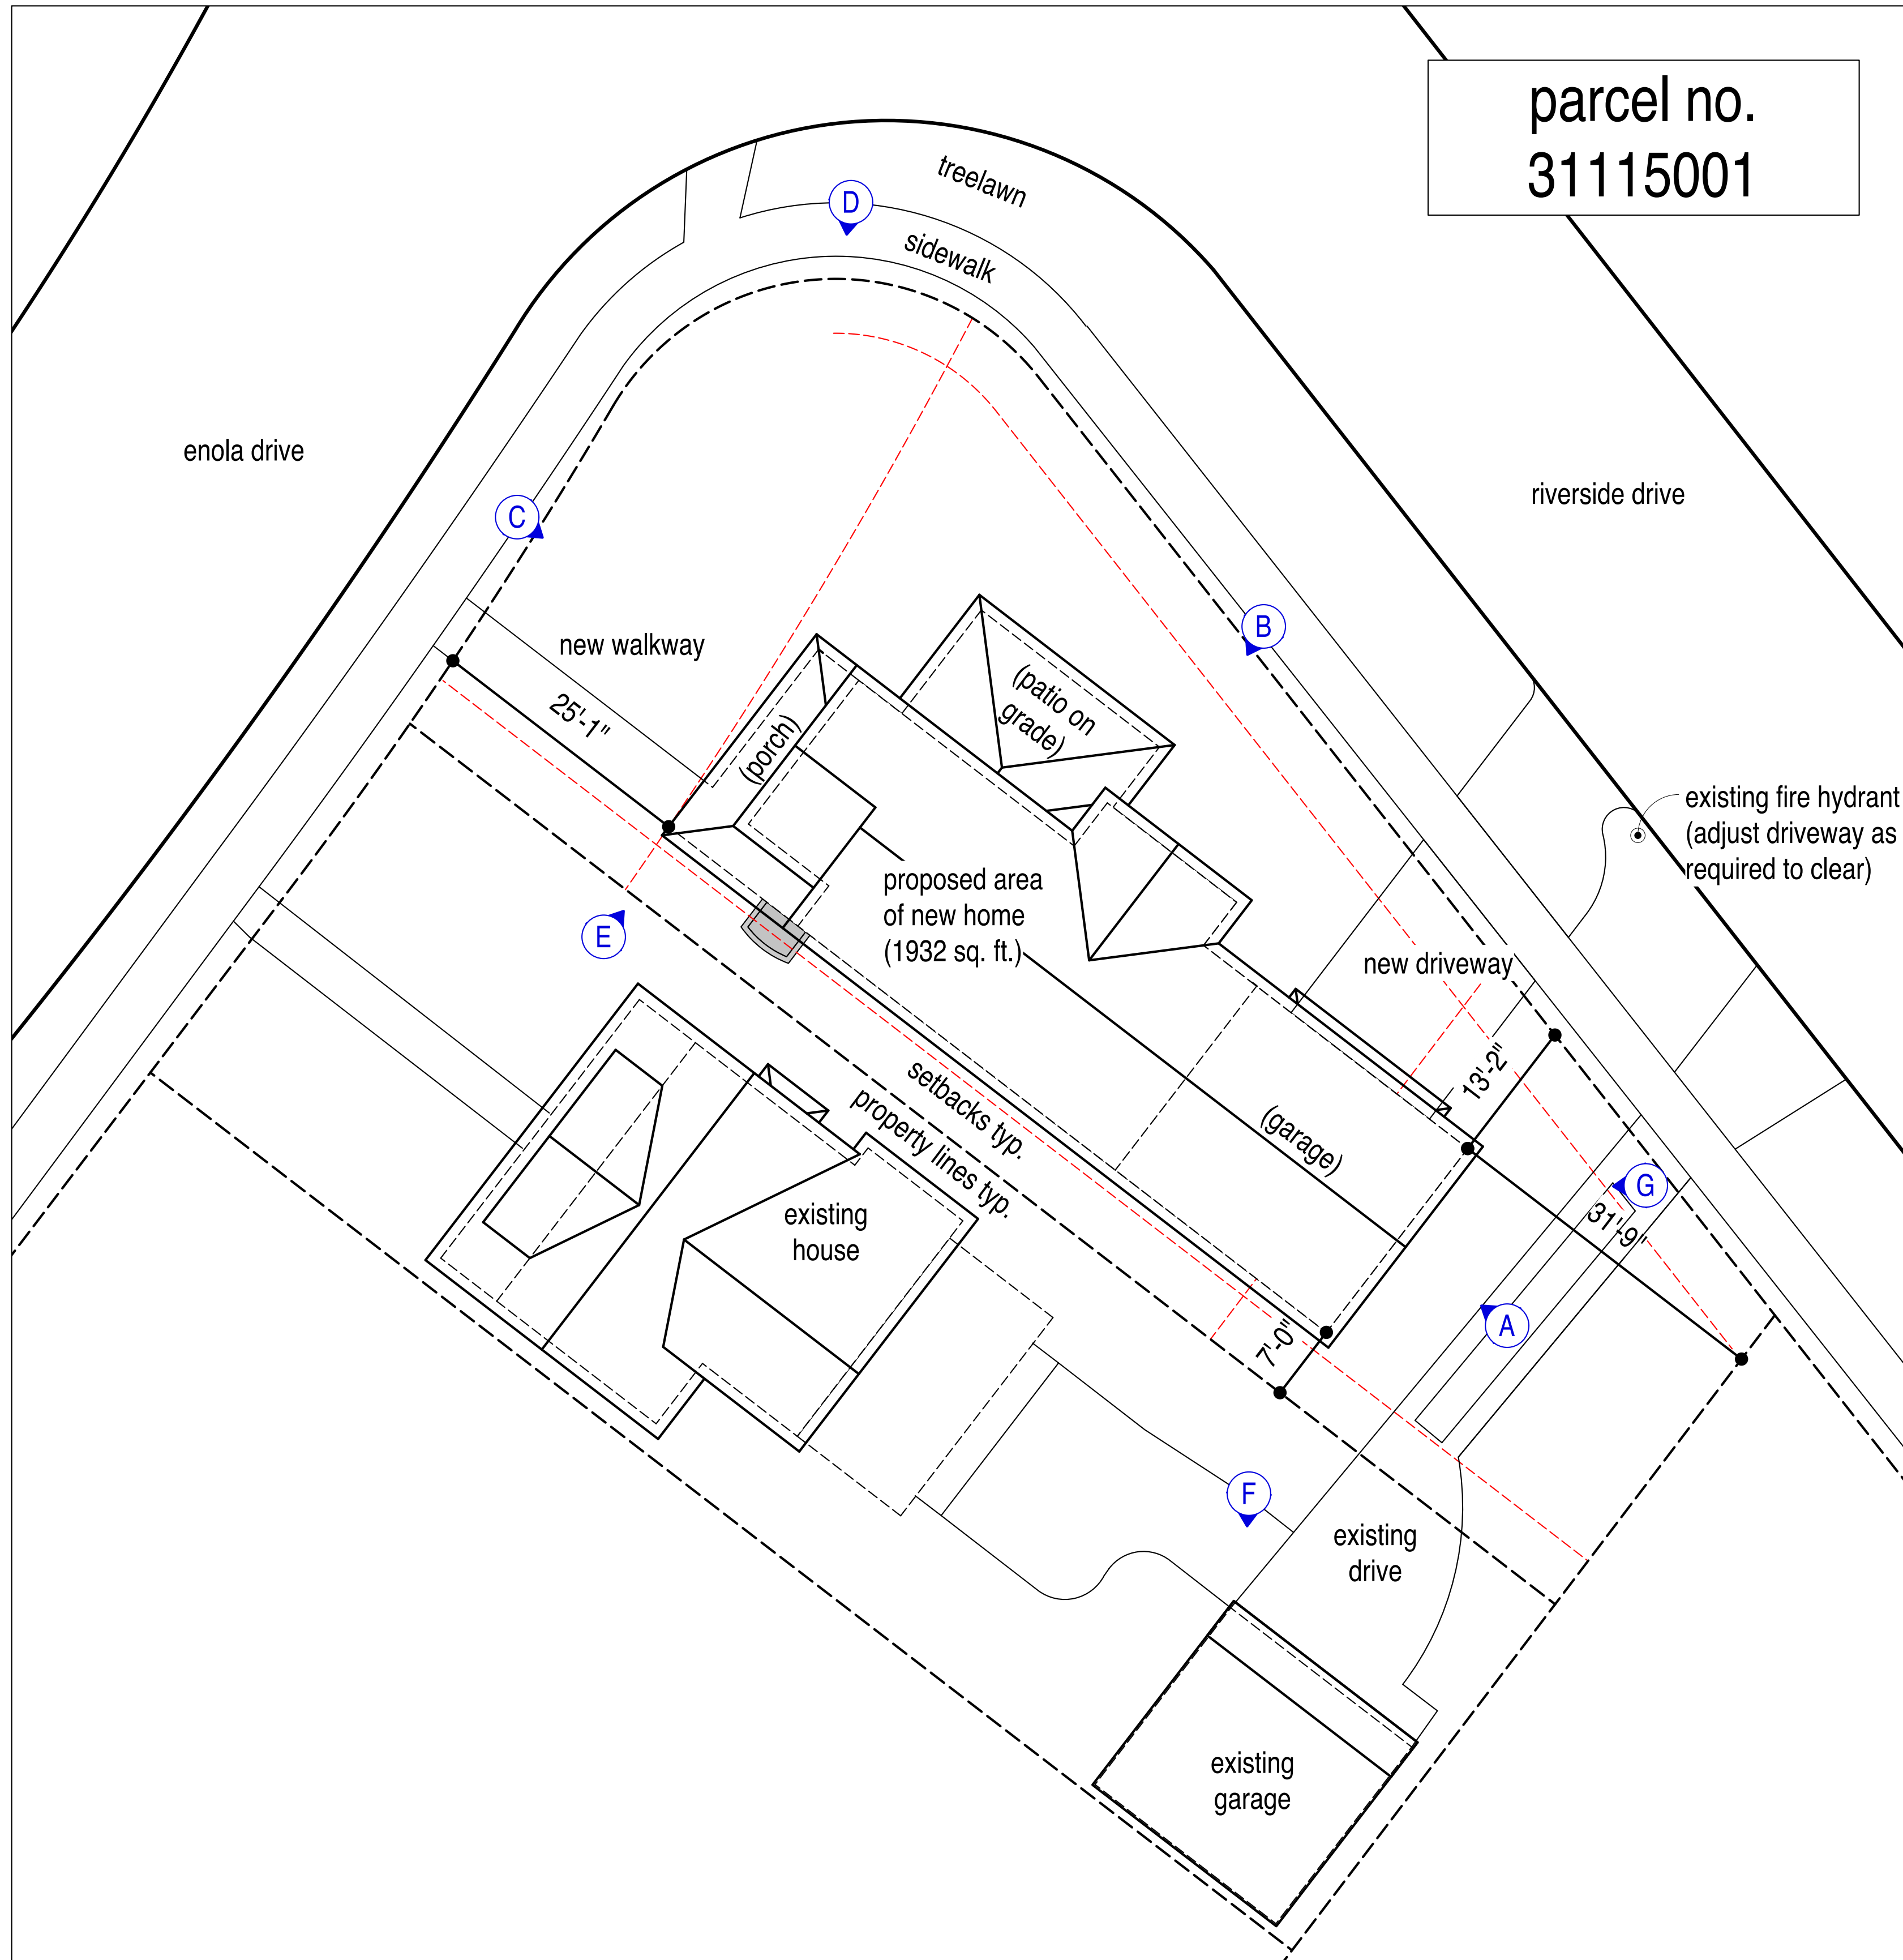 parcel no.
31115001
treelawn
D
sidewalk
enola drive
riverside drive
C
B
new walkway
25'-1"
(porch)
(patio on
grade)
existing fire hydrant
(adjust driveway as
required to clear)
proposed area
of new home
(1932 sq. ft.)
E
new driveway
13'-2"
setbacks typ.
property lines typ.
(garage)
G
31'-9"
existing
house
A
7'-0"
F
existing
drive
existing
garage